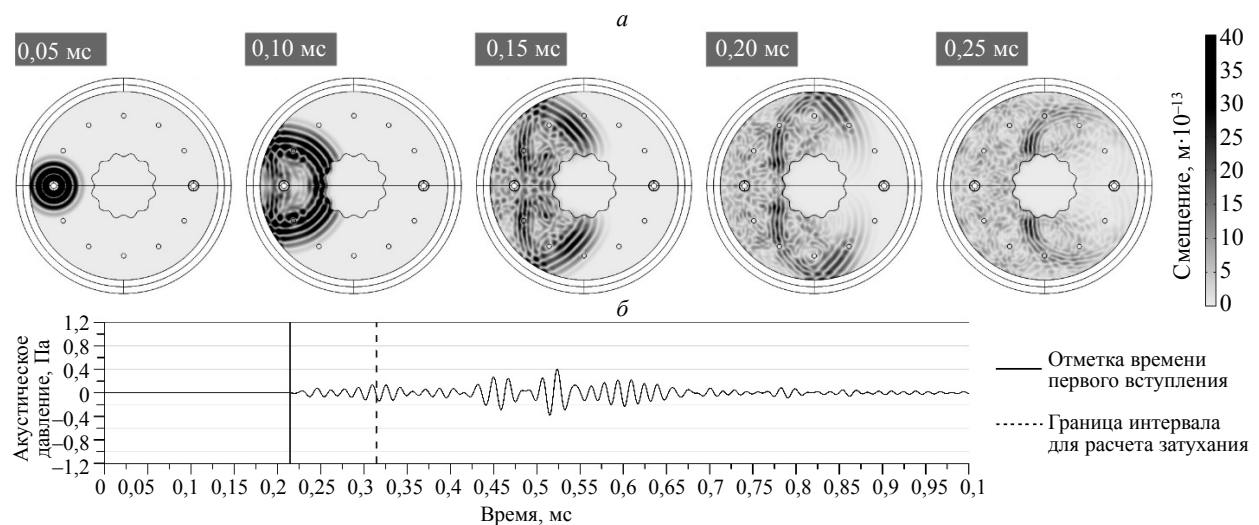 а
0,05 мс
0,10 мс
0,15 мс
0,20 мс
0,25 мс
40
35
30
25
20
15
10
5
0
Смещение, м·10⁻¹³
б
1,2
0,8
0,4
0
−0,4
−0,8
−1,2
Акустическое
давление, Па
0 0,05 0,1 0,15 0,2 0,25 0,3 0,35 0,4 0,45 0,5 0,55 0,6 0,65 0,7 0,75 0,8 0,85 0,9 0,95 0,1
Время, мс
Отметка времени
первого вступления
Граница интервала
для расчета затухания